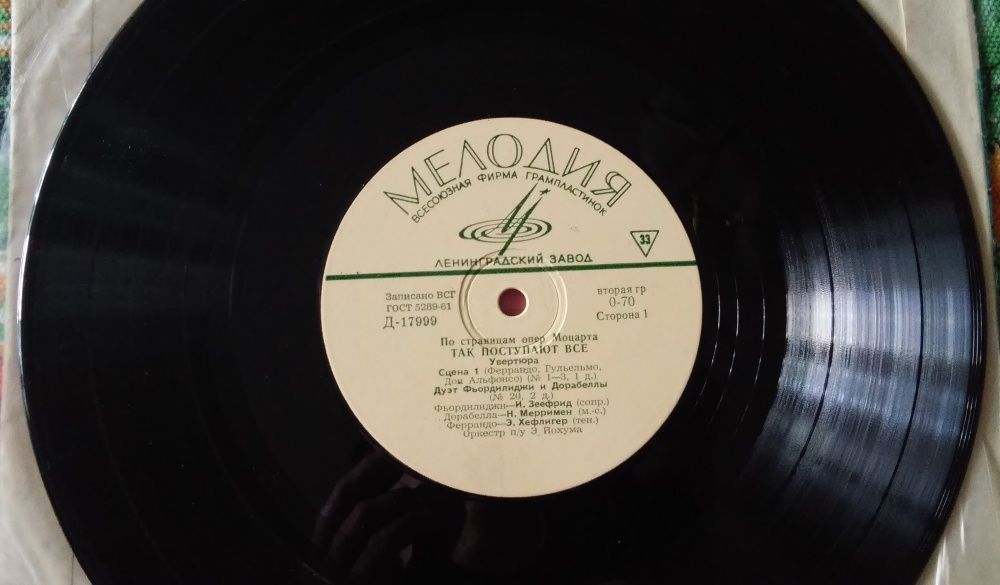 МЕЛОДИЯ
ВСЕСОЮЗНАЯ ФИРМА ГРАМПЛАСТИНОК
33
ЛЕНИНГРАДСКИЙ ЗАВОД
Записано ВСГ
ГОСТ 5289-61
Д-17999
вторая гр
0-70
Сторона 1
По страницам опер Моцарта
ТАК ПОСТУПАЮТ ВСЕ
Увертюра
Сцена 1 (Феррандо, Гульельмо,
Дон Альфонсо) (№ 1—3, 1 д.)
Дуэт Фьордилиджи и Дорабеллы
(№ 20, 2 д.)
Фьордилиджи—И. Зеефрид (сопр.)
Дорабелла—Н. Мерримен (м.-с.)
Феррандо—Э. Хефлигер (тен.)
Оркестр п/у Э. Йохума